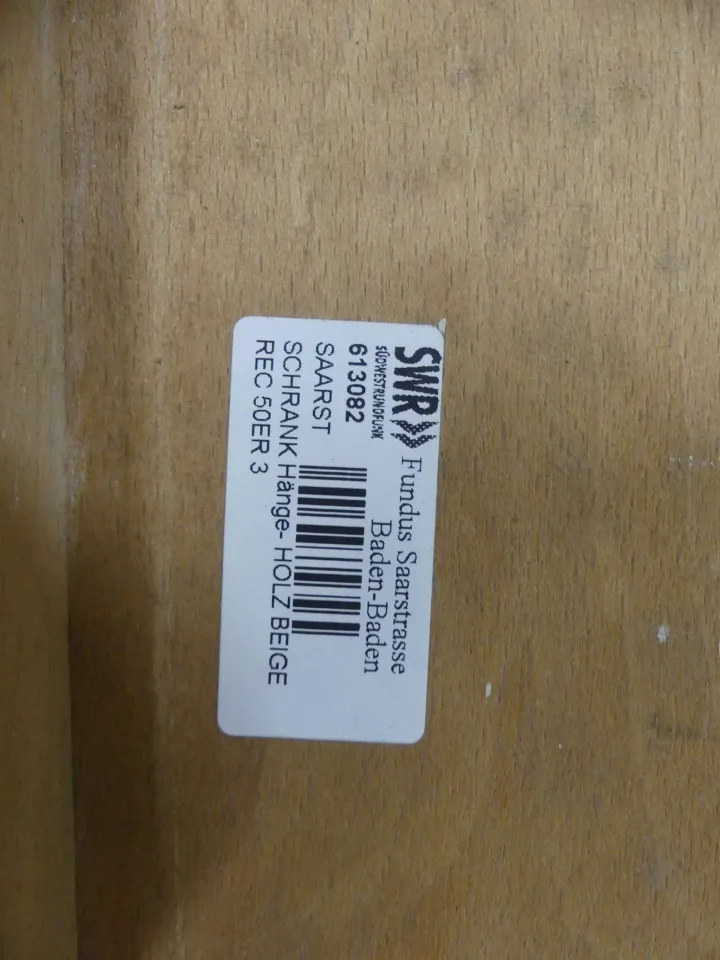 SWR»
SÜDWESTRUNDFUNK
Fundus Saarstrasse
Baden-Baden
613082
SAARST
SCHRANK Hänge- HOLZ BEIGE
REC 50ER 3